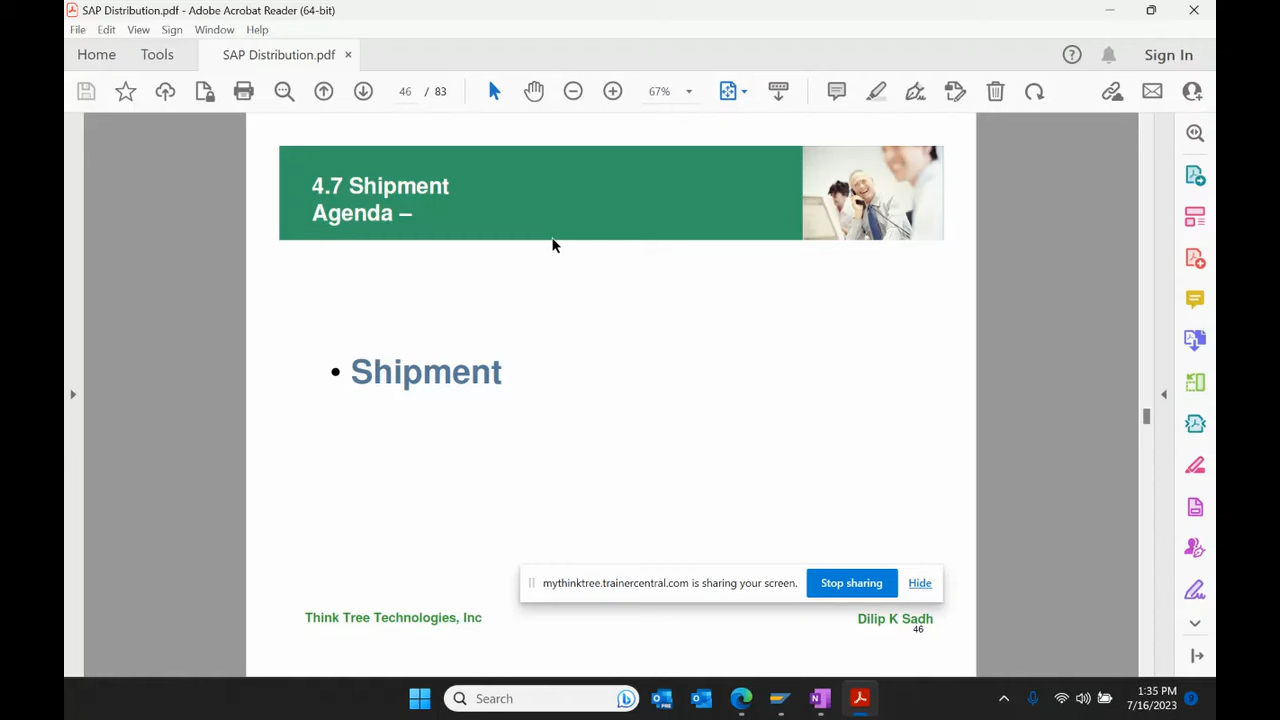 SAP Distribution.pdf - Adobe Acrobat Reader (64-bit)
File Edit View Sign Window Help
Home Tools SAP Distribution.pdf × Sign In
46 / 83 67%
4.7 Shipment
Agenda –
• Shipment
mythinktree.trainercentral.com is sharing your screen. Stop sharing Hide
Think Tree Technologies, Inc Dilip K Sadh
46
Search
1:35 PM
7/16/2023